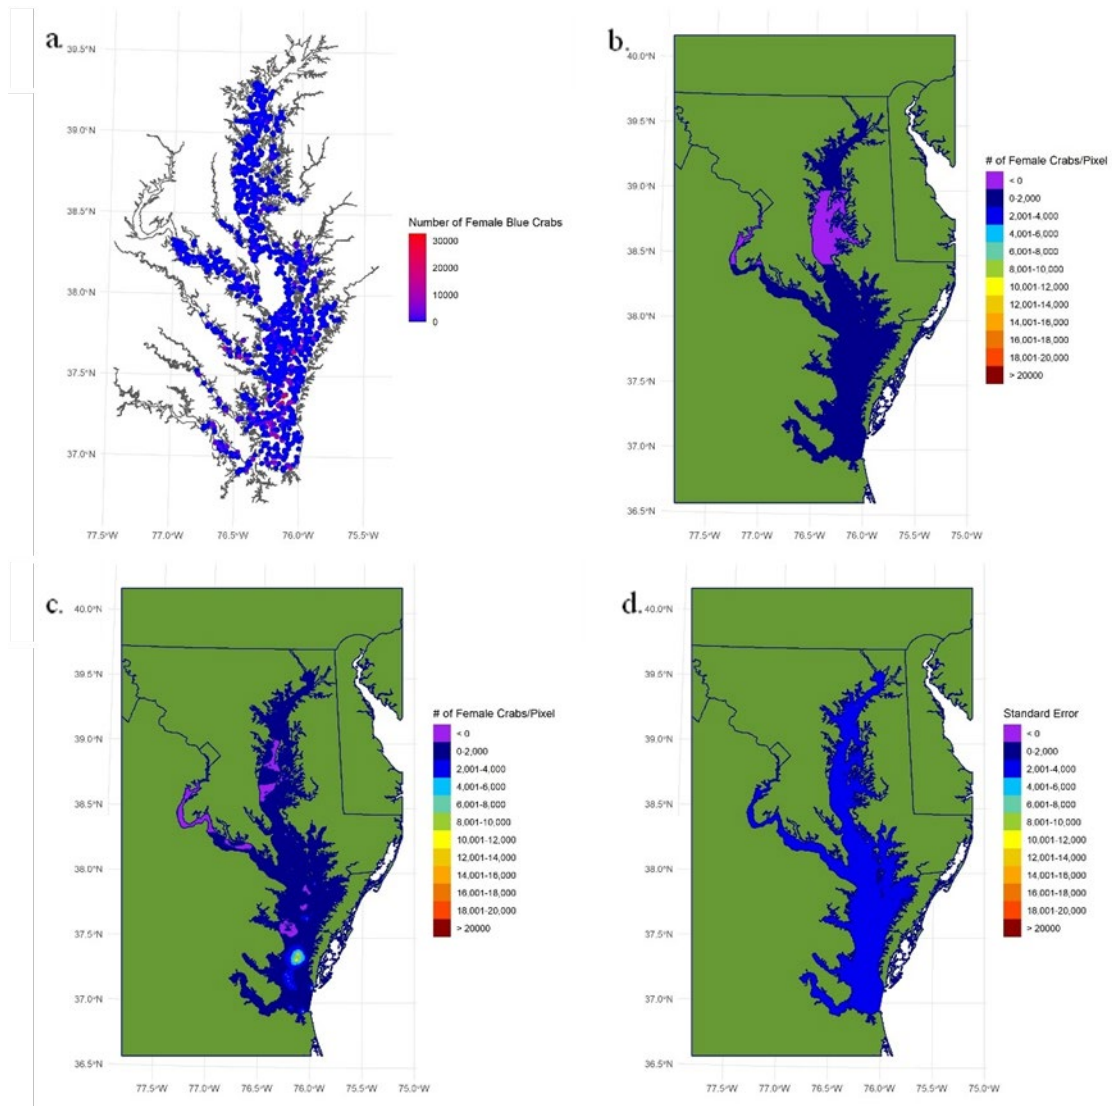 a.
39.5°N
39.0°N
38.5°N
38.0°N
37.5°N
37.0°N
77.5°W
77.0°W
76.5°W
76.0°W
75.5°W
Number of Female Blue Crabs
30000
20000
10000
0
b.
40.0°N
39.5°N
39.0°N
38.5°N
38.0°N
37.5°N
37.0°N
36.5°N
77.5°W
77.0°W
76.5°W
76.0°W
75.5°W
75.0°W
# of Female Crabs/Pixel
< 0
0-2,000
2,001-4,000
4,001-6,000
6,001-8,000
8,001-10,000
10,001-12,000
12,001-14,000
14,001-16,000
16,001-18,000
18,001-20,000
> 20000
c.
40.0°N
39.5°N
39.0°N
38.5°N
38.0°N
37.5°N
37.0°N
36.5°N
77.5°W
77.0°W
76.5°W
76.0°W
75.5°W
75.0°W
# of Female Crabs/Pixel
< 0
0-2,000
2,001-4,000
4,001-6,000
6,001-8,000
8,001-10,000
10,001-12,000
12,001-14,000
14,001-16,000
16,001-18,000
18,001-20,000
> 20000
d.
40.0°N
39.5°N
39.0°N
38.5°N
38.0°N
37.5°N
37.0°N
36.5°N
77.5°W
77.0°W
76.5°W
76.0°W
75.5°W
75.0°W
Standard Error
< 0
0-2,000
2,001-4,000
4,001-6,000
6,001-8,000
8,001-10,000
10,001-12,000
12,001-14,000
14,001-16,000
16,001-18,000
18,001-20,000
> 20000